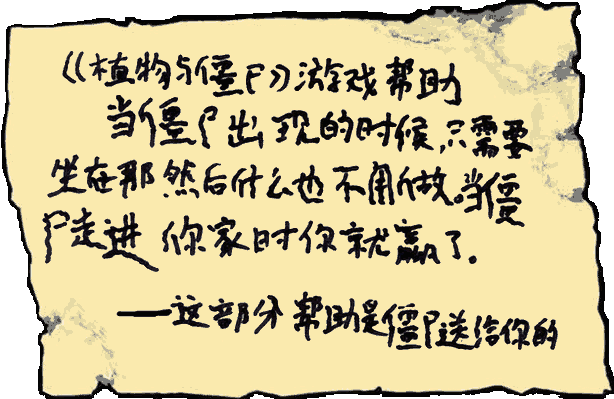 《植物与僵尸》游戏帮助
当僵尸出现的时候,只需要
坐在那然后什么也不用做。当僵
尸走进你家时你就赢了.
——这部分帮助是僵尸送给你的